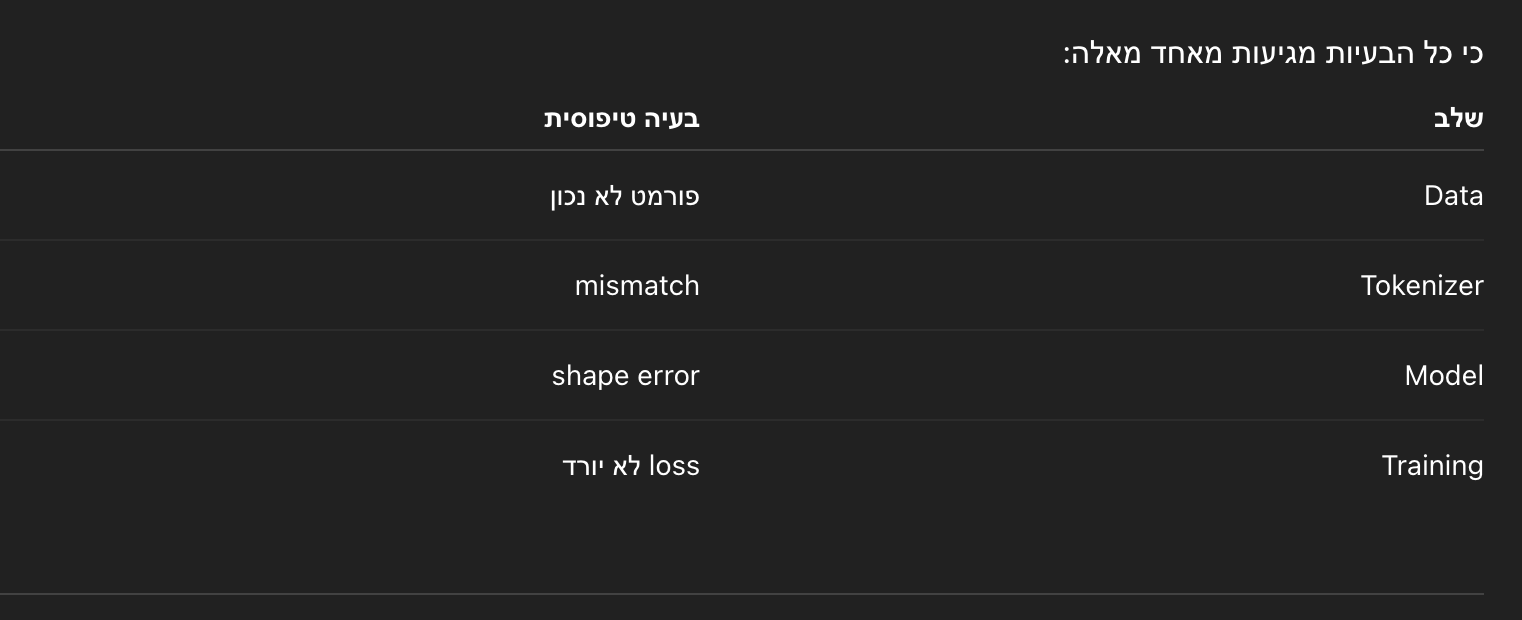 כי כל הבעיות מגיעות מאחד מאלה:
שלב בעיה טיפוסית
Data פורמט לא נכון
Tokenizer mismatch
Model shape error
Training loss לא יורד